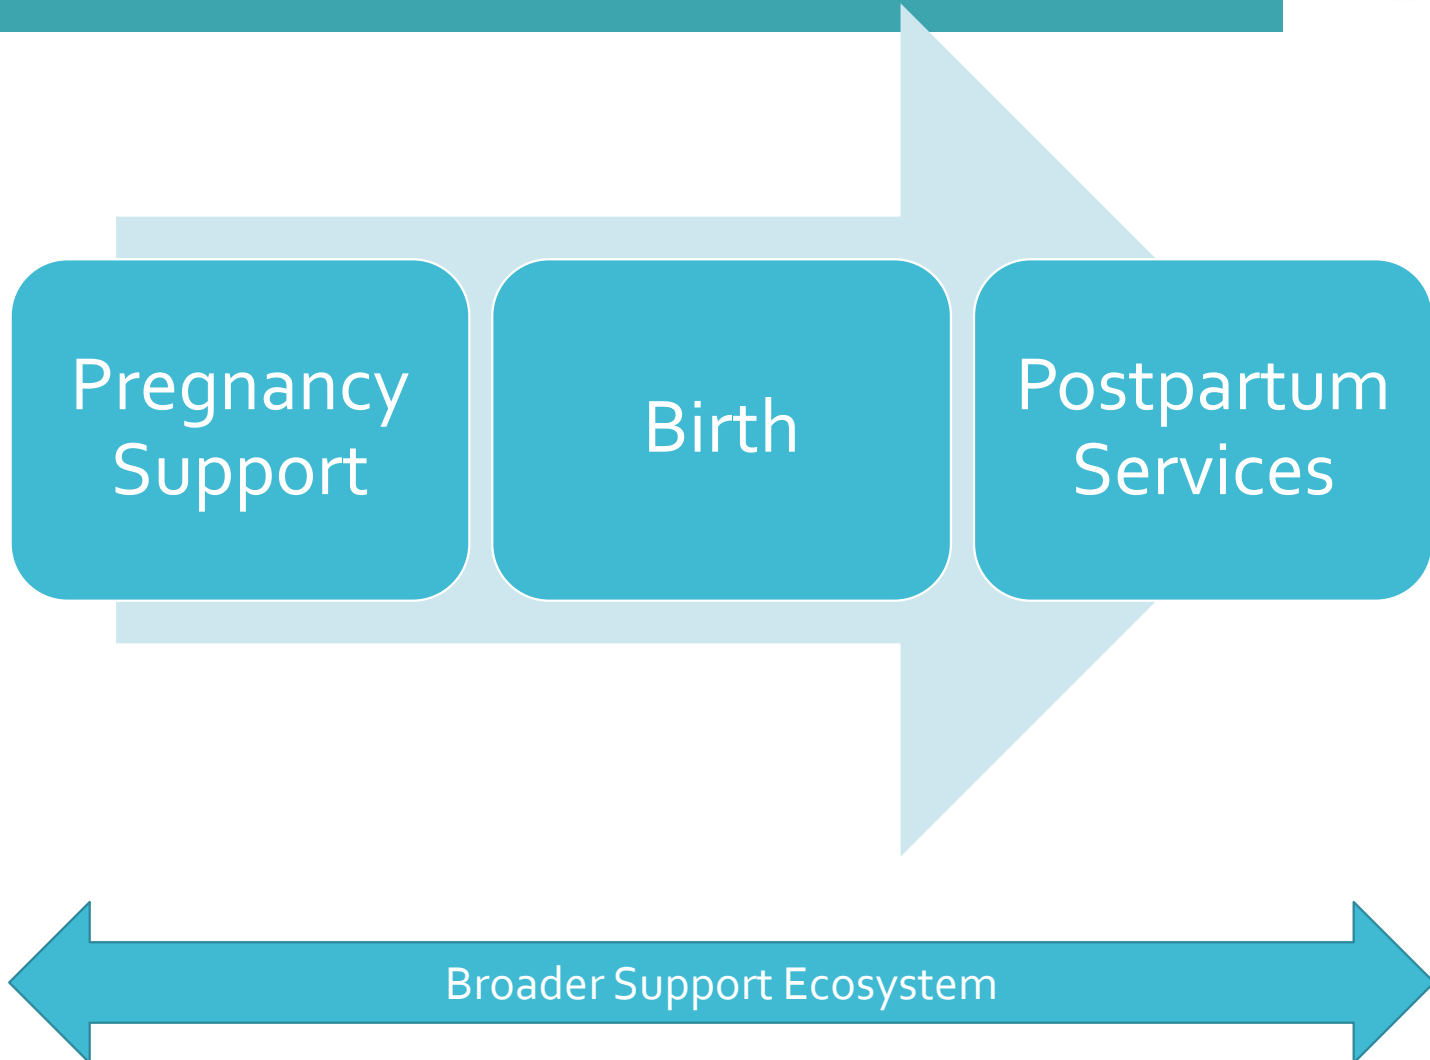 Pregnancy
Support
Birth
Postpartum
Services
Broader Support Ecosystem